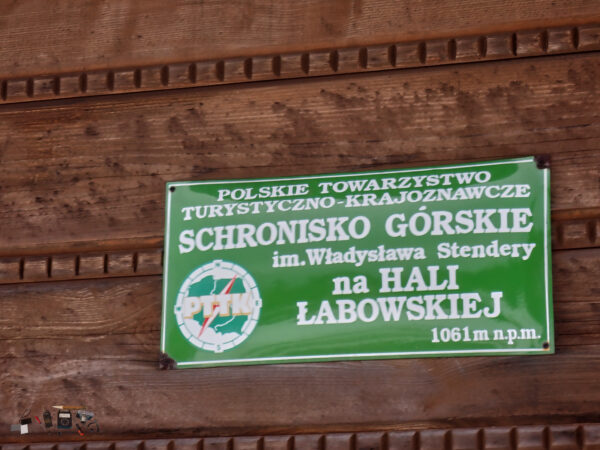 POLSKIE TOWARZYSTWO
TURYSTYCZNO-KRAJOZNAWCZE
SCHRONISKO GÓRSKIE
im. Władysława Stendery
na HALI
ŁABOWSKIEJ
PTTK
1061 m n.p.m.